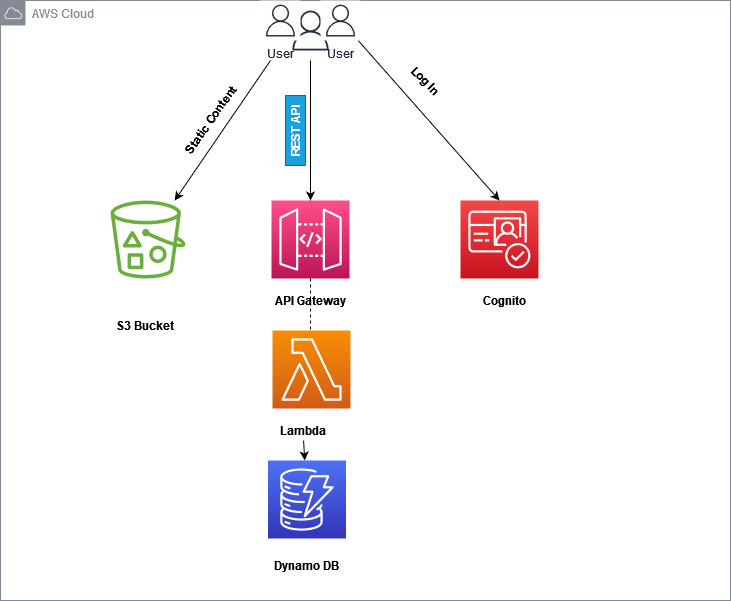 AWS Cloud
User
User
Static Content
REST API
Log In
API Gateway
Cognito
S3 Bucket
Lambda
Dynamo DB